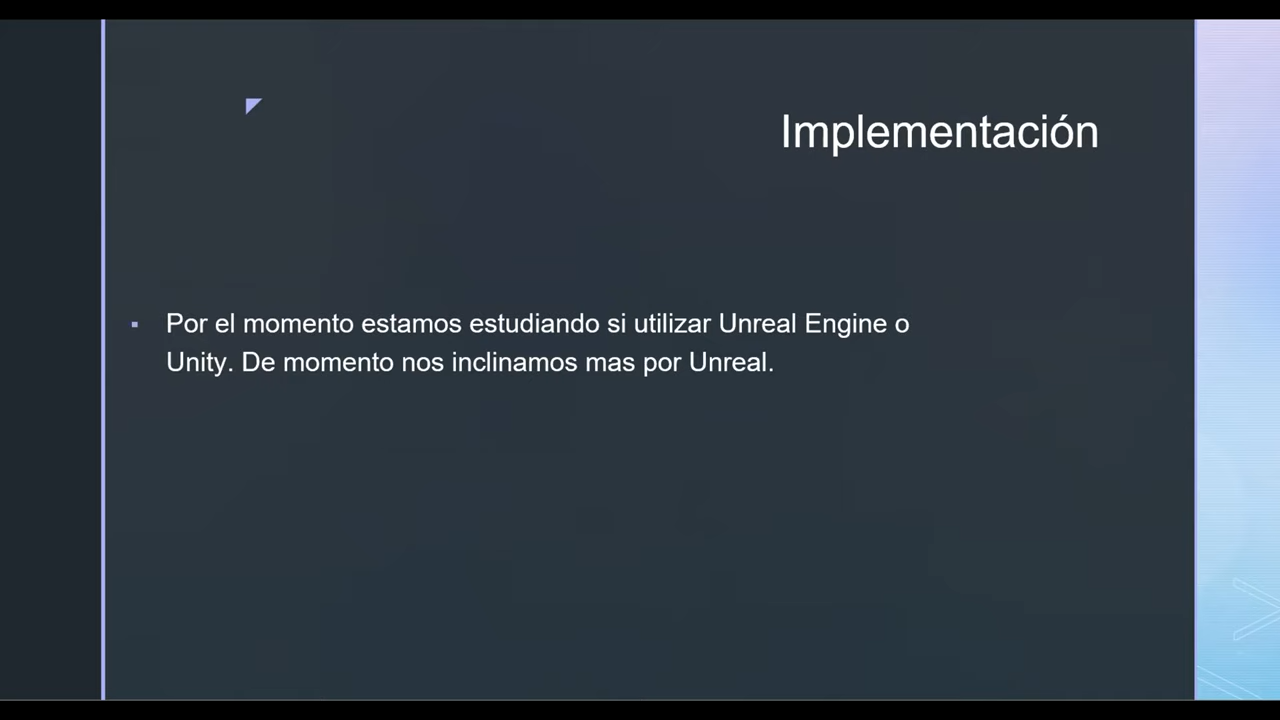 Implementación
Por el momento estamos estudiando si utilizar Unreal Engine o
Unity. De momento nos inclinamos mas por Unreal.